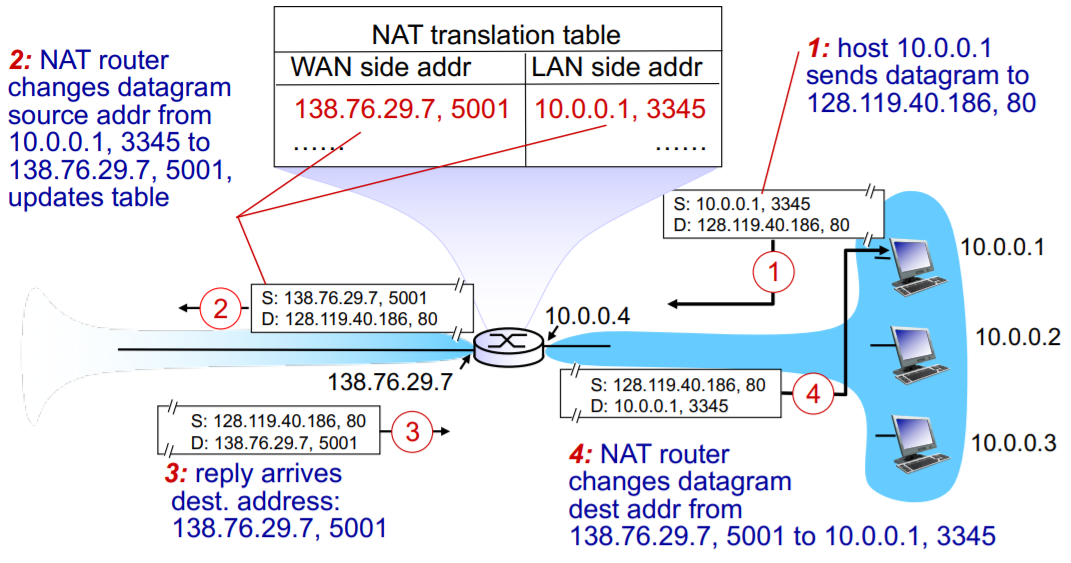 NAT translation table
WAN side addr LAN side addr
138.76.29.7, 5001 10.0.0.1, 3345
...... ......
2: NAT router
changes datagram
source addr from
10.0.0.1, 3345 to
138.76.29.7, 5001,
updates table
1: host 10.0.0.1
sends datagram to
128.119.40.186, 80
S: 10.0.0.1, 3345
D: 128.119.40.186, 80
1
10.0.0.1
2
S: 138.76.29.7, 5001
D: 128.119.40.186, 80
10.0.0.4
10.0.0.2
138.76.29.7
S: 128.119.40.186, 80
D: 10.0.0.1, 3345
4
S: 128.119.40.186, 80
D: 138.76.29.7, 5001
3
10.0.0.3
3: reply arrives
dest. address:
138.76.29.7, 5001
4: NAT router
changes datagram
dest addr from
138.76.29.7, 5001 to 10.0.0.1, 3345